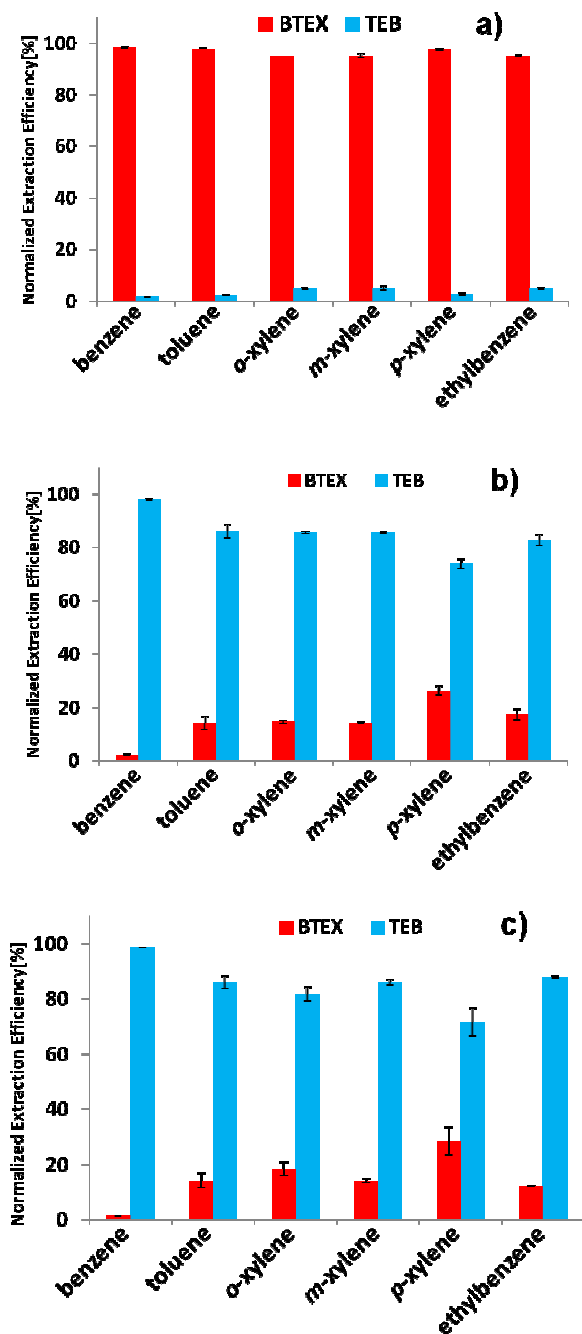 BTEX TEB a)
Normalized Extraction Efficiency[%]
100
80
60
40
20
0
benzene
toluene
o-xylene
m-xylene
p-xylene
ethylbenzene
BTEX TEB b)
Normalized Extraction Efficiency[%]
100
80
60
40
20
0
benzene
toluene
o-xylene
m-xylene
p-xylene
ethylbenzene
BTEX TEB c)
Normalized Extraction Efficiency[%]
100
80
60
40
20
0
benzene
toluene
o-xylene
m-xylene
p-xylene
ethylbenzene